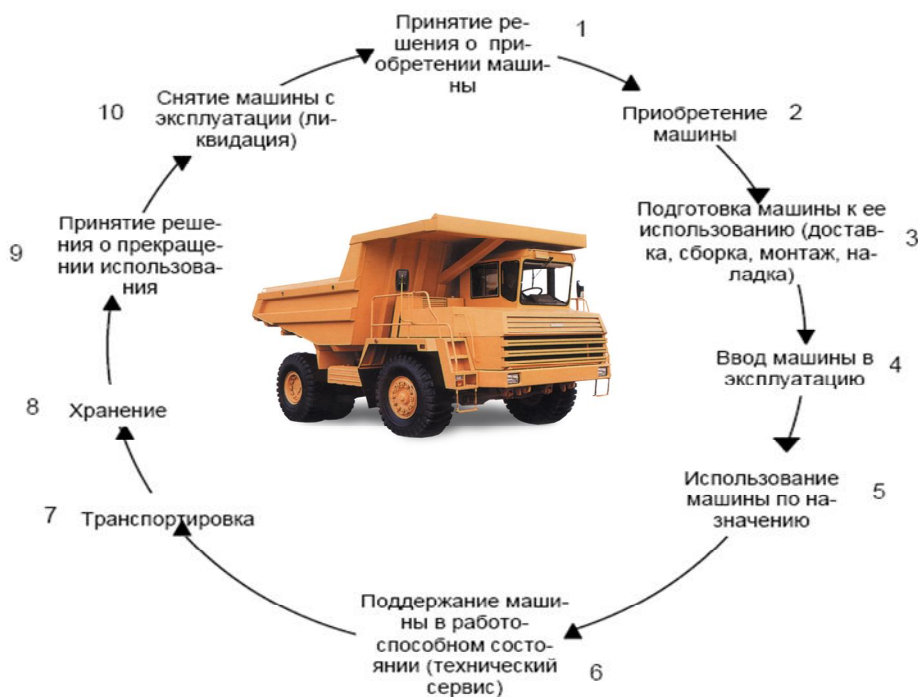 Принятие ре-
шения о при-
обретении маши-
ны
1
Приобретение
машины
2
Подготовка машины к ее
использованию (достав-
ка, сборка, монтаж, на-
ладка)
3
Ввод машины в
эксплуатацию
4
Использование
машины по на-
значению
5
Поддержание маши-
ны в работо-
способном состо-
янии (технический
сервис)
6
7
Транспортировка
8
Хранение
9
Принятие реше-
ния о прекраще-
нии использова-
ния
10
Снятие машины с
эксплуатации (ли-
квидация)